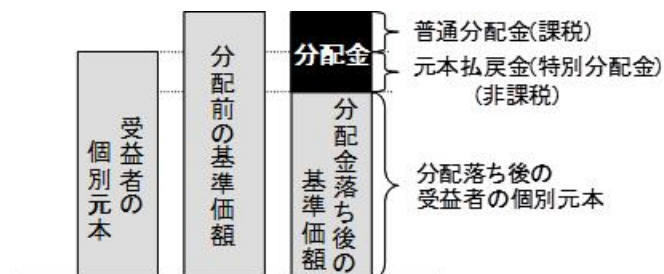 受益者の
個別元本
分配前の基準価額
分配金
分配金落ち後の
基準価額
普通分配金(課税)
元本払戻金(特別分配金)
(非課税)
分配落ち後の
受益者の個別元本